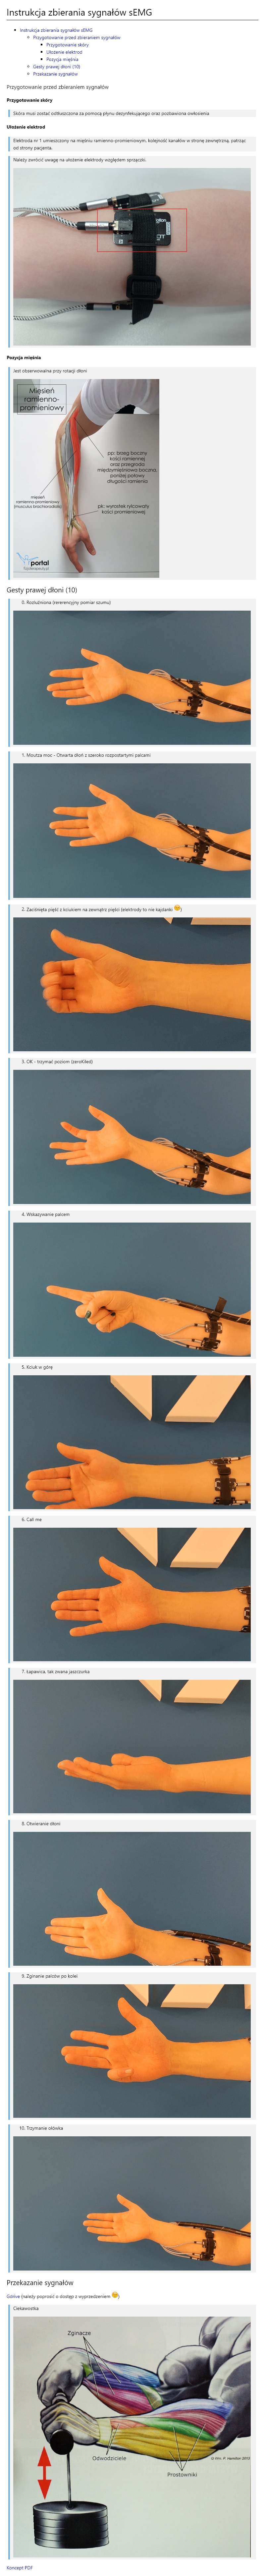 Instrukcja zbierania sygnałów sEMG
Instrukcja zbierania sygnałów sEMG
Przygotowanie przed zbieraniem sygnałów
Przygotowanie skóry
Ułożenie elektrod
Pozycja mięśnia
Gesty prawej dłoni (10)
Przekazanie sygnałów
Przygotowanie przed zbieraniem sygnałów
Przygotowanie skóry
Skóra musi zostać odtłuszczona za pomocą płynu dezynfekującego oraz pozbawiona owłosienia
Ułożenie elektrod
Elektroda nr 1 umieszczony na mięśniu ramienno-promieniowym, kolejność kanałów w stronę zewnętrzną, patrząc
od strony pacjenta.
Należy zwrócić uwagę na ułożenie elektrody względem sprzączki.
Pozycja mięśnia
Jest obserwowalna przy rotacji dłoni
Mięsień
ramienno-
promieniowy
pp: brzeg boczny
kości ramiennej
oraz przegroda
międzymięśniowa boczna,
poniżej połowy
długości ramienia
mięsień
ramienno-promieniowy
(musculus brachioradialis)
pk: wyrostek rylcowaty
kości promieniowej
portal
fizjoterapeuty.pl
Gesty prawej dłoni (10)
0. Rozluźniona (rererencyjny pomiar szumu)
1. Moutza moc - Otwarta dłoń z szeroko rozpostartymi palcami
2. Zaciśnięta pięść z kciukiem na zewnątrz pięści (elektrody to nie kajdanki 😉)
3. OK - trzymać poziom (zeroKiled)
4. Wskazywanie palcem
5. Kciuk w górę
6. Call me
7. Łapawica, tak zwana jaszczurka
8. Otwieranie dłoni
9. Zginanie palców po kolei
10. Trzymanie ołówka
Przekazanie sygnałów
Gdrive (należy poprosić o dostęp z wyprzedzeniem 😉)
Ciekawostka
Zginacze
Odwodziciele
Prostowniki
Koncept PDF